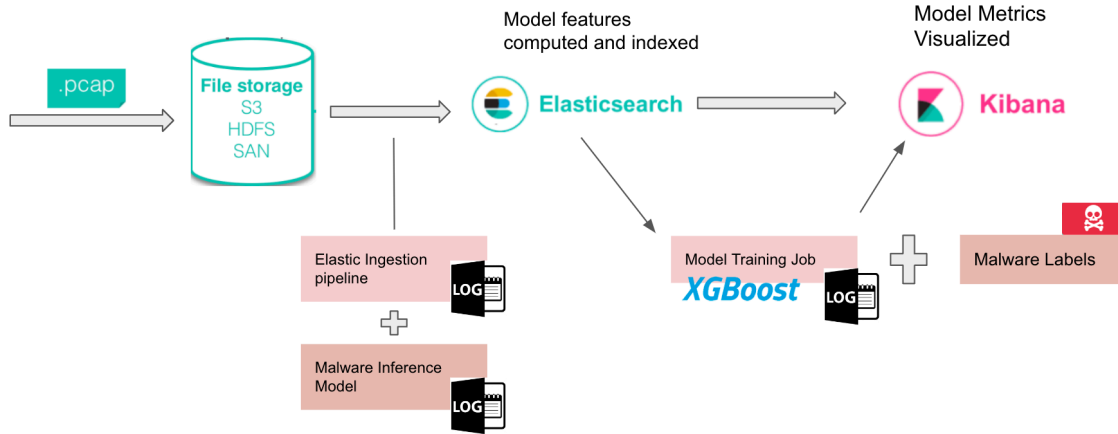 Model features
computed and indexed
Model Metrics
Visualized
.pcap
File storage
S3
HDFS
SAN
Elasticsearch
Kibana
Elastic Ingestion
pipeline
LOG
Malware Inference
Model
LOG
Model Training Job
XGBoost
LOG
Malware Labels